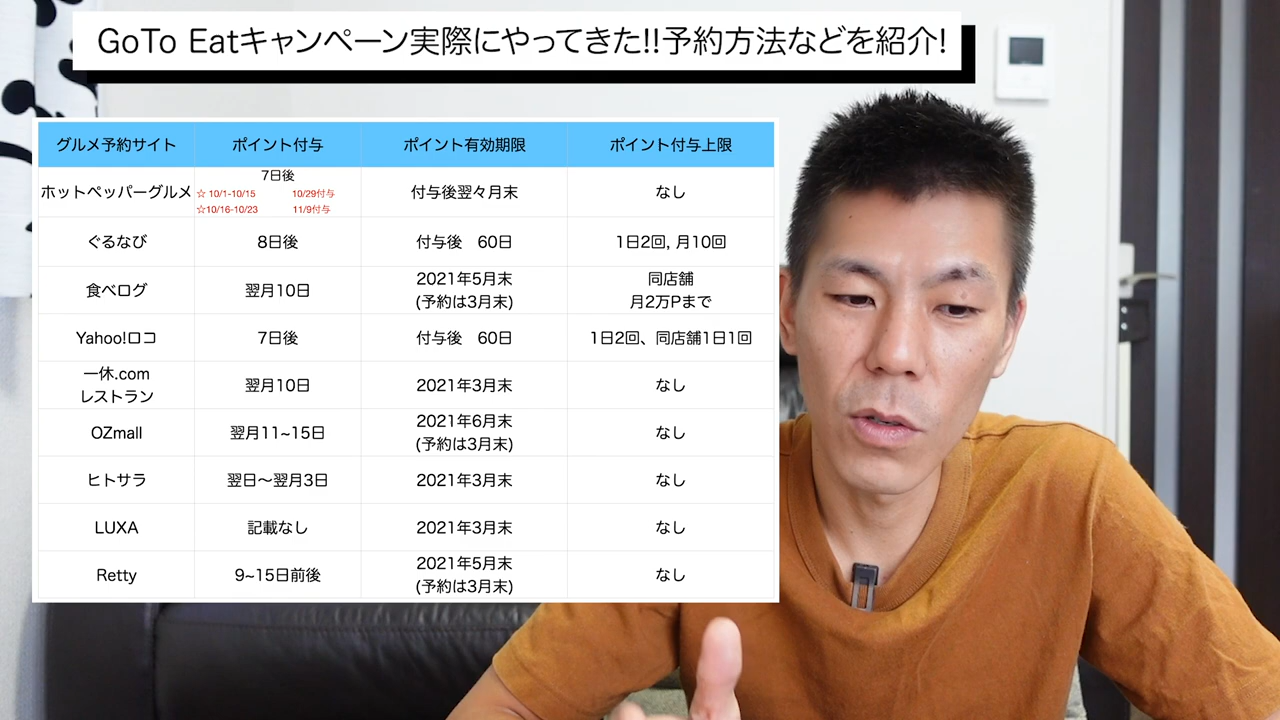 GoTo Eatキャンペーン実際にやってきた!!予約方法などを紹介!
グルメ予約サイト ポイント付与 ポイント有効期限 ポイント付与上限
ホットペッパーグルメ 7日後 付与後翌々月末 なし
☆ 10/1-10/15 10/29付与
☆10/16-10/23 11/9付与
ぐるなび 8日後 付与後 60日 1日2回, 月10回
食べログ 翌月10日 2021年5月末 同店舗
(予約は3月末) 月2万Pまで
Yahoo!ロコ 7日後 付与後 60日 1日2回、同店舗1日1回
一休.com 翌月10日 2021年3月末 なし
レストラン
OZmall 翌月11~15日 2021年6月末 なし
(予約は3月末)
ヒトサラ 翌日〜翌月3日 2021年3月末 なし
LUXA 記載なし 2021年3月末 なし
Retty 9~15日前後 2021年5月末 なし
(予約は3月末)